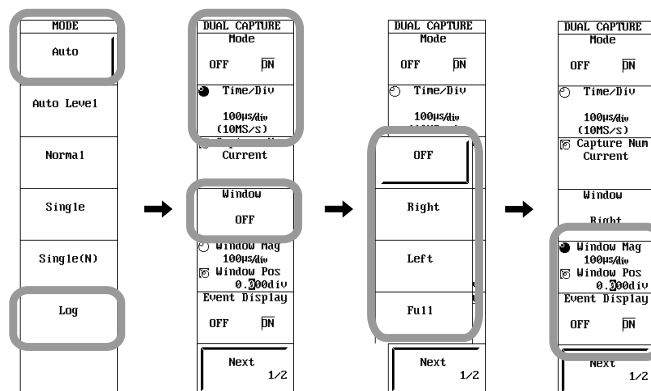 MODE
Auto
Auto Level
Normal
Single
Single(N)
Log
DUAL CAPTURE
Mode
OFF ON
Time/Div
100µs/div
(10MS/s)
Capture Num
Current
Window
OFF
Window Mag
100µs/div
Window Pos
0.000div
Event Display
OFF ON
Next
1/2
DUAL CAPTURE
Mode
OFF ON
Time/Div
100µs/div
(10MS/s)
OFF
Right
Left
Full
Next
1/2
DUAL CAPTURE
Mode
OFF ON
Time/Div
100µs/div
(10MS/s)
Capture Num
Current
Window
Right
Window Mag
100µs/div
Window Pos
0.000div
Event Display
OFF ON
Next
1/2